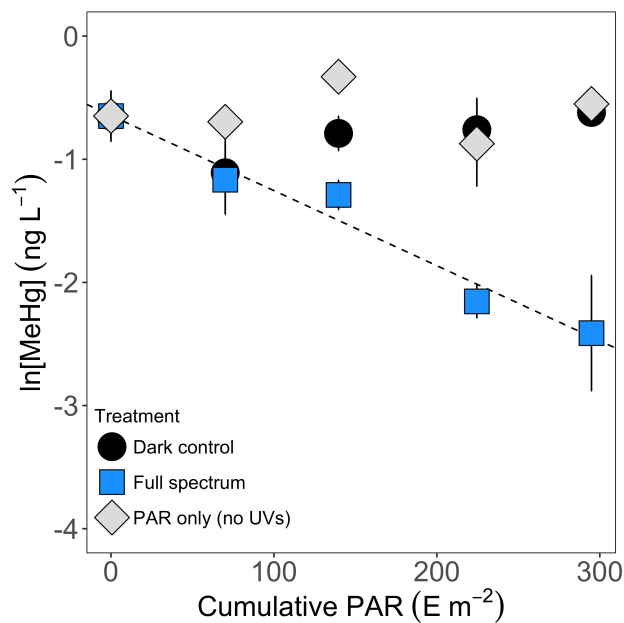 0
-1
-2
-3
-4
ln[MeHg] (ng L⁻¹)
Treatment
Dark control
Full spectrum
PAR only (no UVs)
0 100 200 300
Cumulative PAR (E m⁻²)